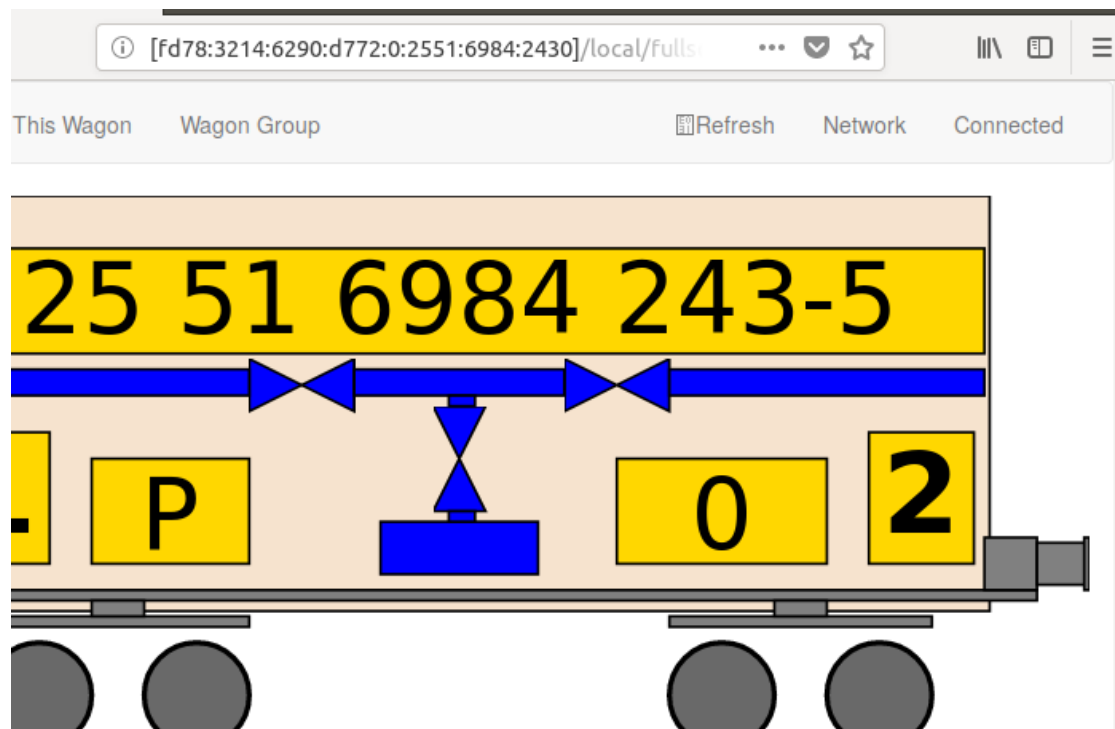 [fd78:3214:6290:d772:0:2551:6984:2430]/local/fulls
This Wagon Wagon Group Refresh Network Connected
25 51 6984 243-5
P 0 2